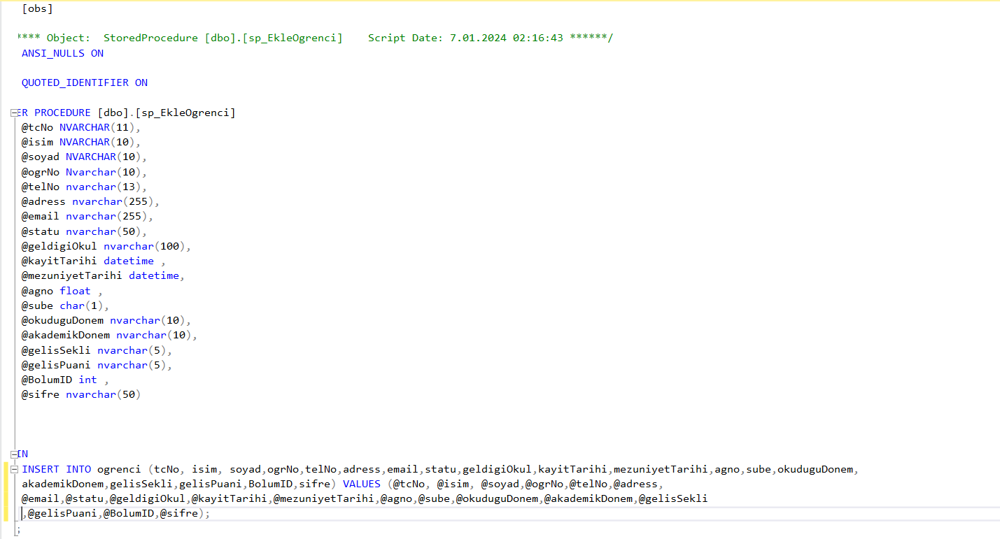 [obs]
**** Object:  StoredProcedure [dbo].[sp_EkleOgrenci]    Script Date: 7.01.2024 02:16:43 ******/
ANSI_NULLS ON
QUOTED_IDENTIFIER ON
ER PROCEDURE [dbo].[sp_EkleOgrenci]
@tcNo NVARCHAR(11),
@isim NVARCHAR(10),
@soyad NVARCHAR(10),
@ogrNo Nvarchar(10),
@telNo nvarchar(13),
@adress nvarchar(255),
@email nvarchar(255),
@statu nvarchar(50),
@geldigiOkul nvarchar(100),
@kayitTarihi datetime ,
@mezuniyetTarihi datetime,
@agno float ,
@sube char(1),
@okuduguDonem nvarchar(10),
@akademikDonem nvarchar(10),
@gelisSekli nvarchar(5),
@gelisPuani nvarchar(5),
@BolumID int ,
@sifre nvarchar(50)
IN
INSERT INTO ogrenci (tcNo, isim, soyad,ogrNo,telNo,adress,email,statu,geldigiOkul,kayitTarihi,mezuniyetTarihi,agno,sube,okuduguDonem,
akademikDonem,gelisSekli,gelisPuani,BolumID,sifre) VALUES (@tcNo, @isim, @soyad,@ogrNo,@telNo,@adress,
@email,@statu,@geldigiOkul,@kayitTarihi,@mezuniyetTarihi,@agno,@sube,@okuduguDonem,@akademikDonem,@gelisSekli
,@gelisPuani,@BolumID,@sifre);
;